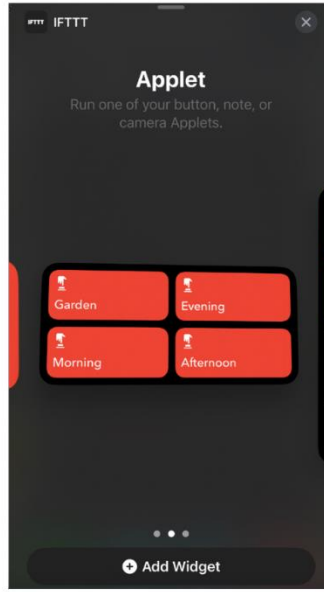 IFTTT IFTTT
Applet
Run one of your button, note, or
camera Applets.
Garden
Evening
Morning
Afternoon
Add Widget